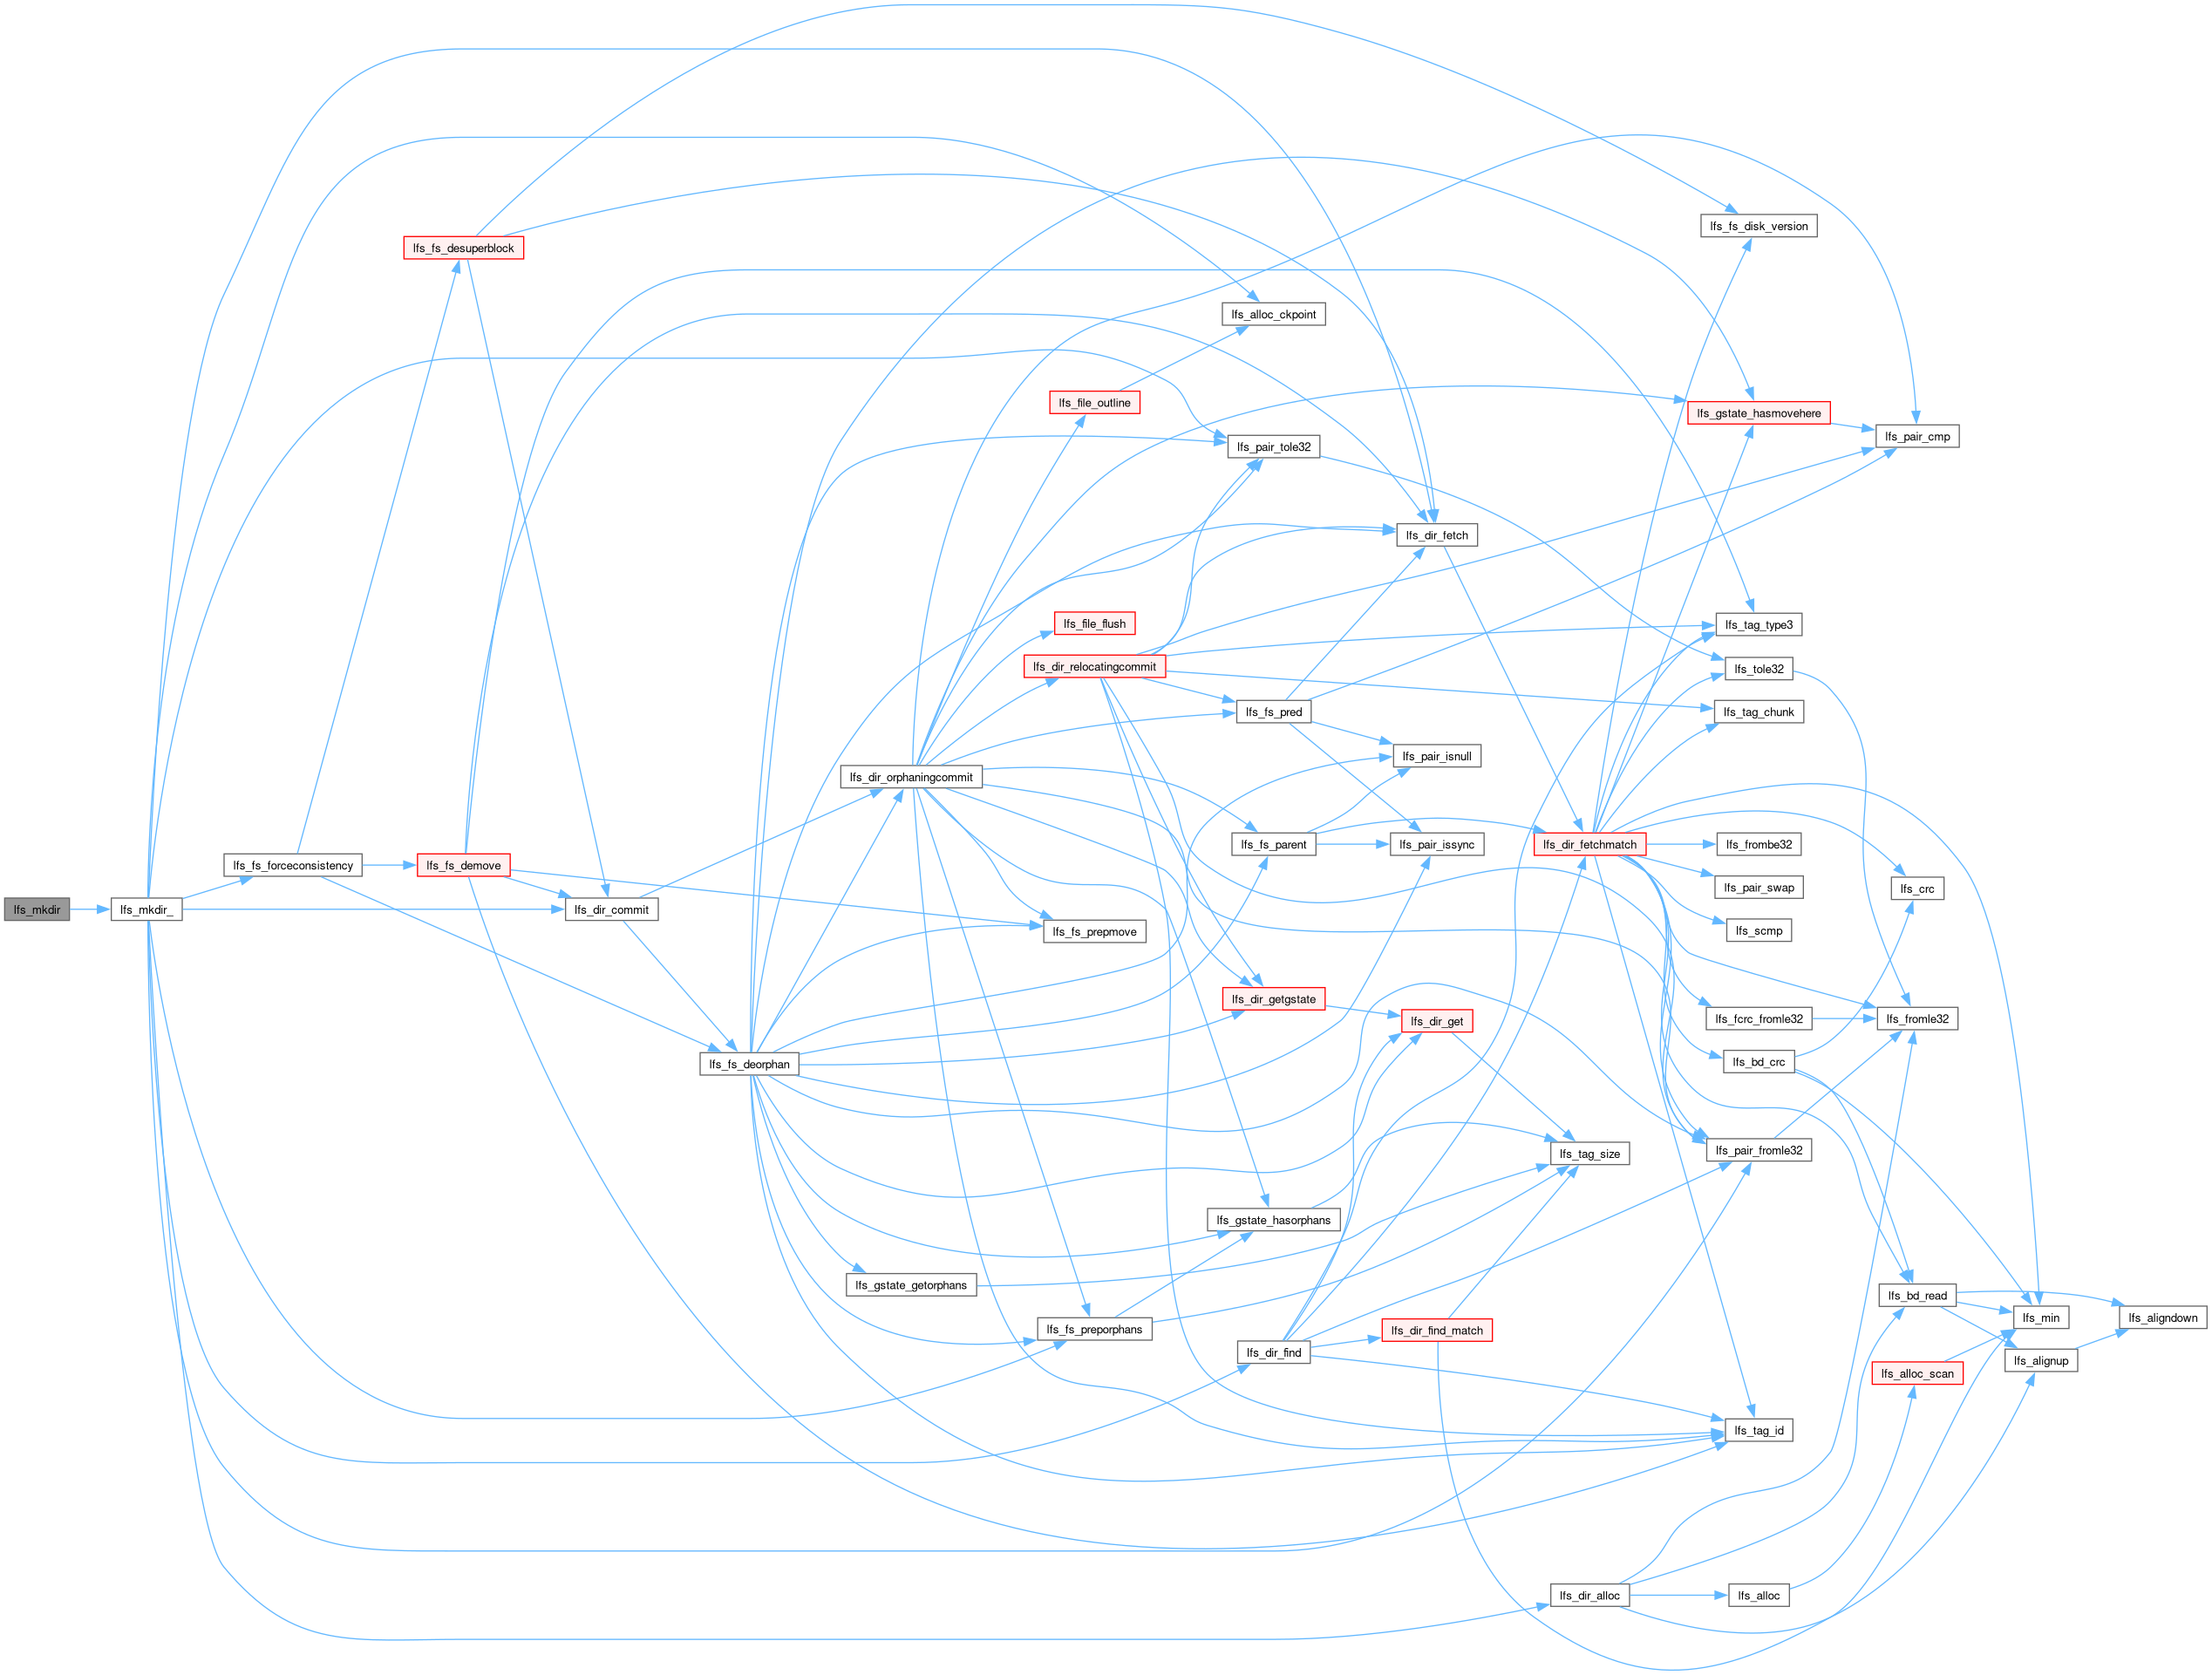 lfs_mkdir
lfs_mkdir_
lfs_fs_forceconsistency
lfs_fs_desuperblock
lfs_fs_demove
lfs_dir_commit
lfs_fs_deorphan
lfs_dir_orphaningcommit
lfs_gstate_getorphans
lfs_file_outline
lfs_file_flush
lfs_dir_relocatingcommit
lfs_fs_prepmove
lfs_fs_preporphans
lfs_alloc_ckpoint
lfs_pair_tole32
lfs_fs_pred
lfs_fs_parent
lfs_dir_getgstate
lfs_gstate_hasorphans
lfs_dir_find
lfs_dir_fetch
lfs_pair_isnull
lfs_pair_issync
lfs_dir_get
lfs_dir_find_match
lfs_dir_fetchmatch
lfs_tag_size
lfs_dir_alloc
lfs_fs_disk_version
lfs_gstate_hasmovehere
lfs_tag_type3
lfs_tole32
lfs_tag_chunk
lfs_frombe32
lfs_pair_swap
lfs_scmp
lfs_fcrc_fromle32
lfs_bd_crc
lfs_pair_fromle32
lfs_tag_id
lfs_alloc
lfs_pair_cmp
lfs_crc
lfs_fromle32
lfs_bd_read
lfs_alloc_scan
lfs_min
lfs_alignup
lfs_aligndown